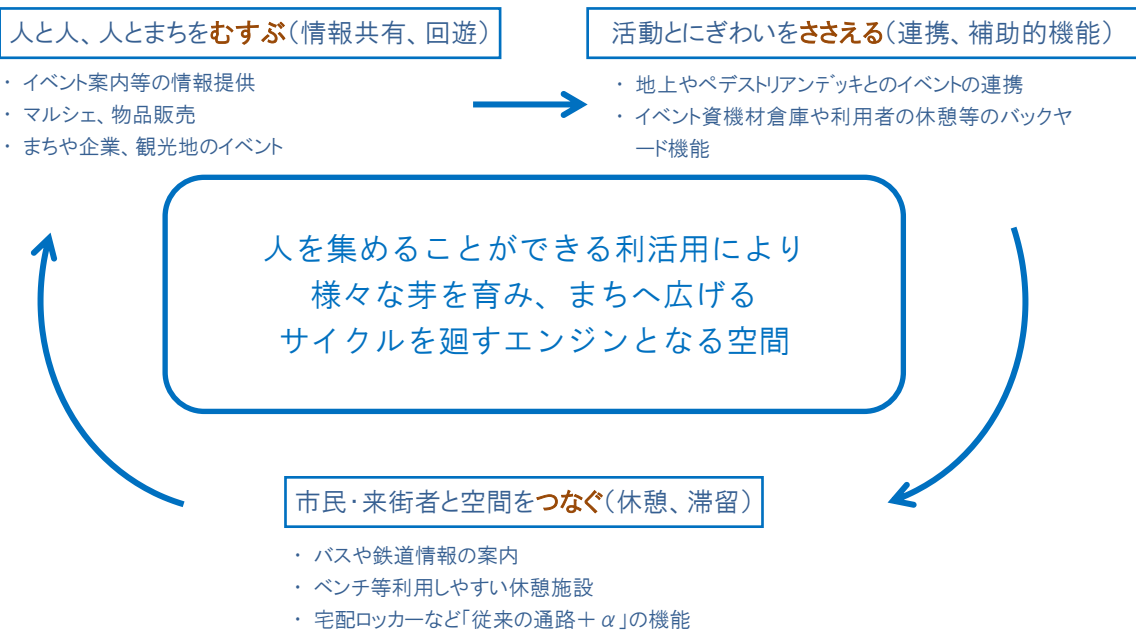 人と人、人とまちをむすぶ(情報共有、回遊)
・ イベント案内等の情報提供
・ マルシェ、物品販売
・ まちや企業、観光地のイベント
活動とにぎわいをささえる(連携、補助的機能)
・ 地上やペデストリアンデッキとのイベントの連携
・ イベント資機材倉庫や利用者の休憩等のバックヤ
ード機能
人を集めることができる利活用により
様々な芽を育み、まちへ広げる
サイクルを廻すエンジンとなる空間
市民・来街者と空間をつなぐ(休憩、滞留)
・ バスや鉄道情報の案内
・ ベンチ等利用しやすい休憩施設
・ 宅配ロッカーなど「従来の通路+α」の機能